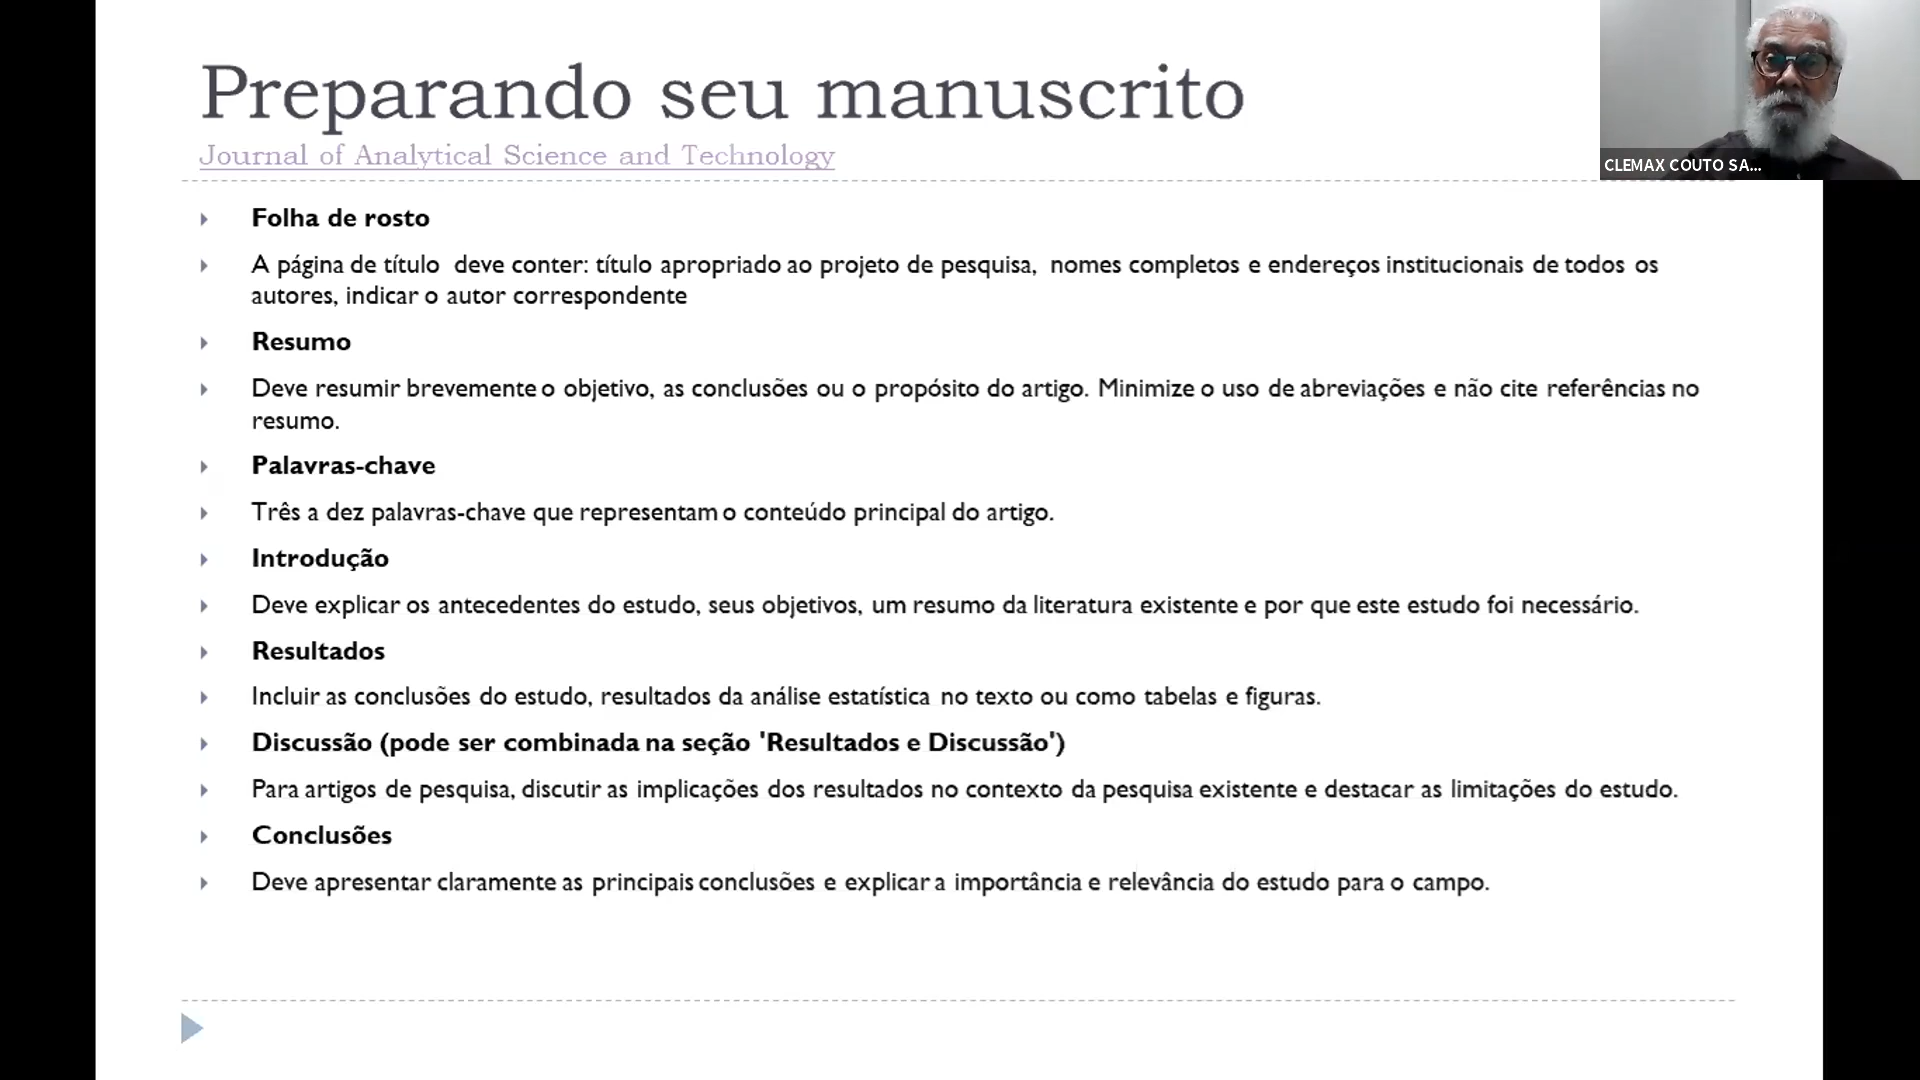 Preparando seu manuscrito
Journal of Analytical Science and Technology
CLEMAX COUTO SA...
Folha de rosto
A página de título deve conter: título apropriado ao projeto de pesquisa, nomes completos e endereços institucionais de todos os
autores, indicar o autor correspondente
Resumo
Deve resumir brevemente o objetivo, as conclusões ou o propósito do artigo. Minimize o uso de abreviações e não cite referências no
resumo.
Palavras-chave
Três a dez palavras-chave que representam o conteúdo principal do artigo.
Introdução
Deve explicar os antecedentes do estudo, seus objetivos, um resumo da literatura existente e por que este estudo foi necessário.
Resultados
Incluir as conclusões do estudo, resultados da análise estatística no texto ou como tabelas e figuras.
Discussão (pode ser combinada na seção 'Resultados e Discussão')
Para artigos de pesquisa, discutir as implicações dos resultados no contexto da pesquisa existente e destacar as limitações do estudo.
Conclusões
Deve apresentar claramente as principais conclusões e explicar a importância e relevância do estudo para o campo.